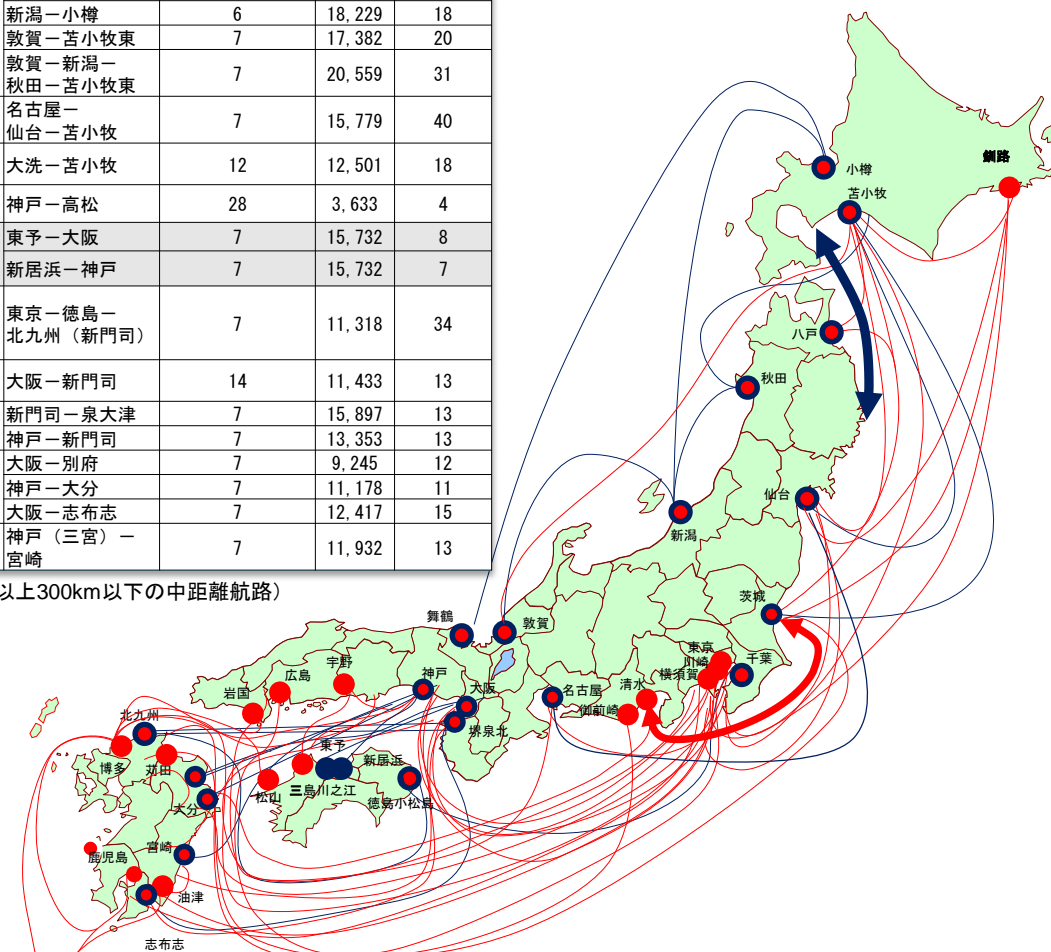 新潟－小樽 6 18,229 18
敦賀－苫小牧東 7 17,382 20
敦賀－新潟－
秋田－苫小牧東 7 20,559 31
名古屋－
仙台－苫小牧 7 15,779 40
大洗－苫小牧 12 12,501 18
神戸－高松 28 3,633 4
東予－大阪 7 15,732 8
新居浜－神戸 7 15,732 7
東京－徳島－
北九州（新門司） 7 11,318 34
大阪－新門司 14 11,433 13
新門司－泉大津 7 15,897 13
神戸－新門司 7 13,353 13
大阪－別府 7 9,245 12
神戸－大分 7 11,178 11
大阪－志布志 7 12,417 15
神戸（三宮）－
宮崎 7 11,932 13
以上300km以下の中距離航路）
釧路
小樽
苫小牧
八戸
秋田
仙台
新潟
茨城
舞鶴
敦賀
東京
川崎
千葉
横須賀
宇野
神戸
広島
大阪
名古屋
清水
岩国
御前崎
北九州
堺泉北
東予
新居浜
博多
苅田
松山
三島川之江
徳島小松島
大分
宮崎
鹿児島
油津
志布志